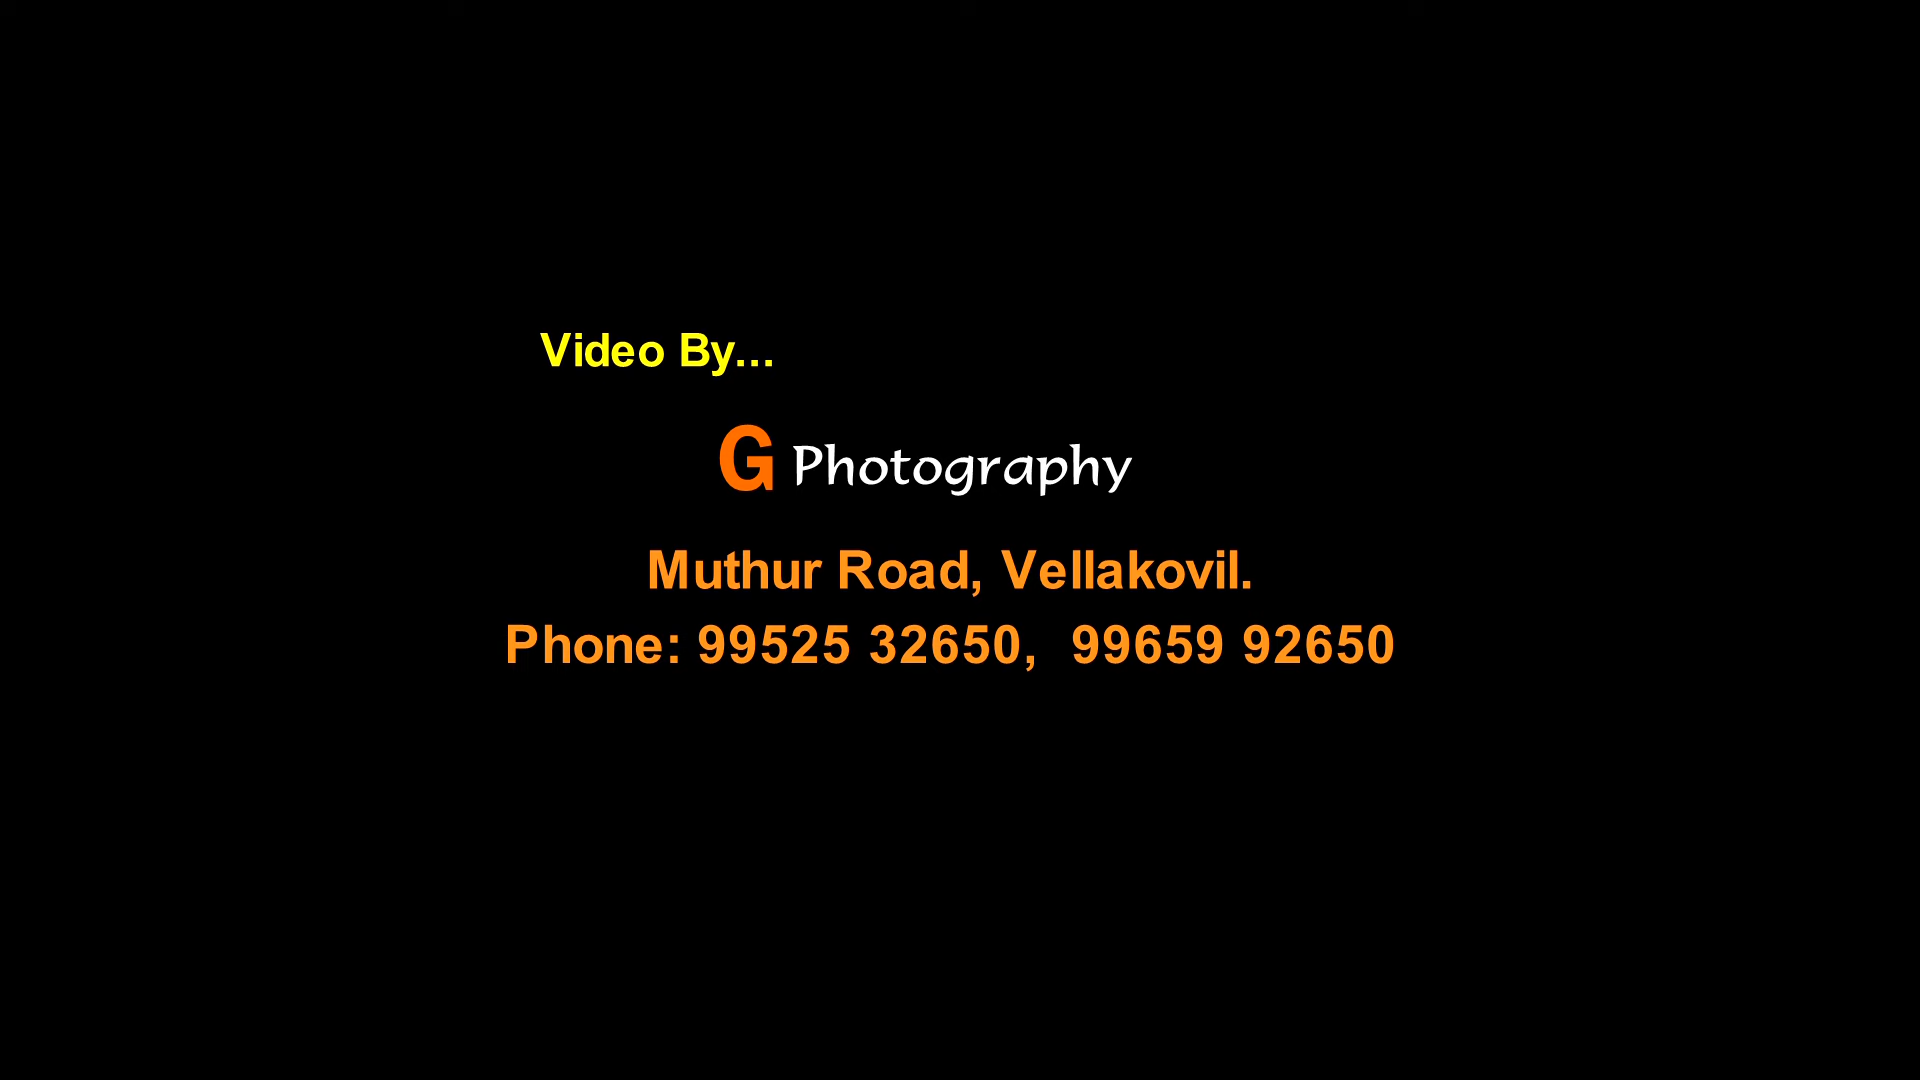 Video By...
G Photography
Muthur Road, Vellakovil.
Phone: 99525 32650,  99659 92650